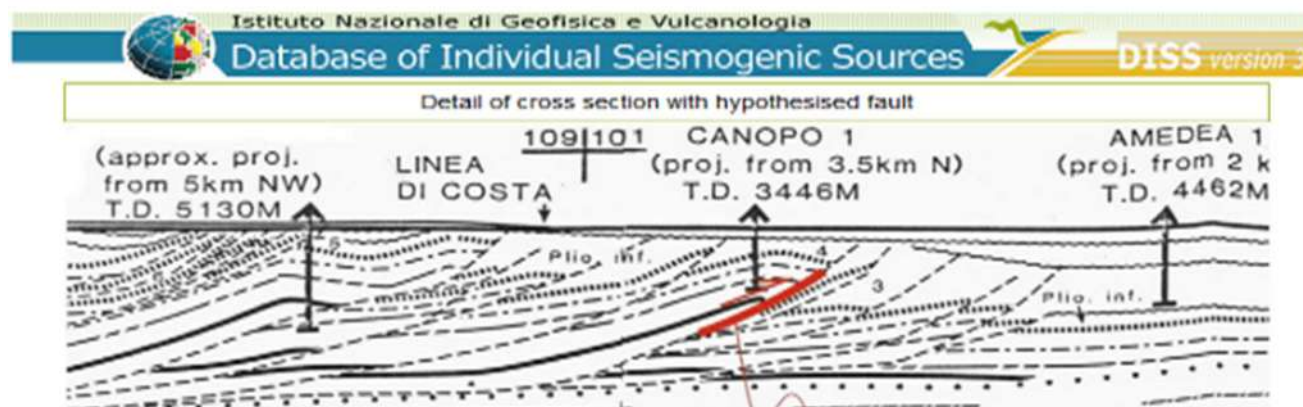 Istituto Nazionale di Geofisica e Vulcanologia
Database of Individual Seismogenic Sources
DISS version 3
Detail of cross section with hypothesised fault
(approx. proj.
from 5km NW)
T.D. 5130M
LINEA
DI COSTA
109|101
CANOPO 1
(proj. from 3.5km N)
T.D. 3446M
AMEDEA 1
(proj. from 2 k
T.D. 4462M
Plio. inf.
4
3
Plio. inf.